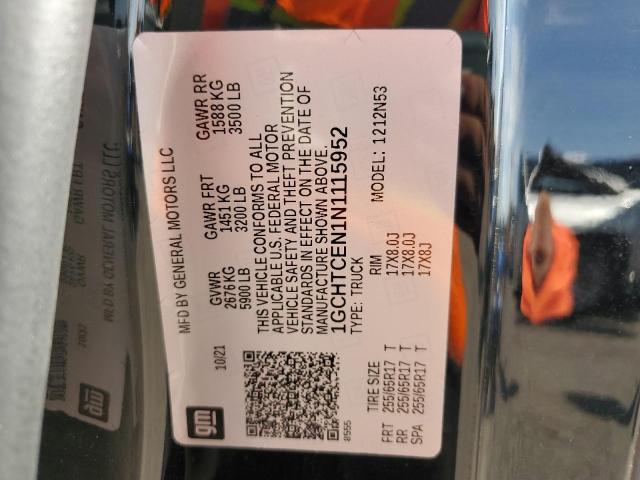 gm
MFD BY GENERAL MOTORS LLC
10/21
GVWR GAWR FRT GAWR RR
2676 KG 1451 KG 1588 KG
5900 LB 3200 LB 3500 LB
THIS VEHICLE CONFORMS TO ALL
APPLICABLE U.S. FEDERAL MOTOR
VEHICLE SAFETY AND THEFT PREVENTION
STANDARDS IN EFFECT ON THE DATE OF
MANUFACTURE SHOWN ABOVE.
1GCHTCEN1N1115952
8555 TYPE: TRUCK
TIRE SIZE RIM MODEL: 1212N53
FRT 255/65R17 T 17X8.0J
RR 255/65R17 T 17X8.0J
SPA 255/65R17 T 17X8J